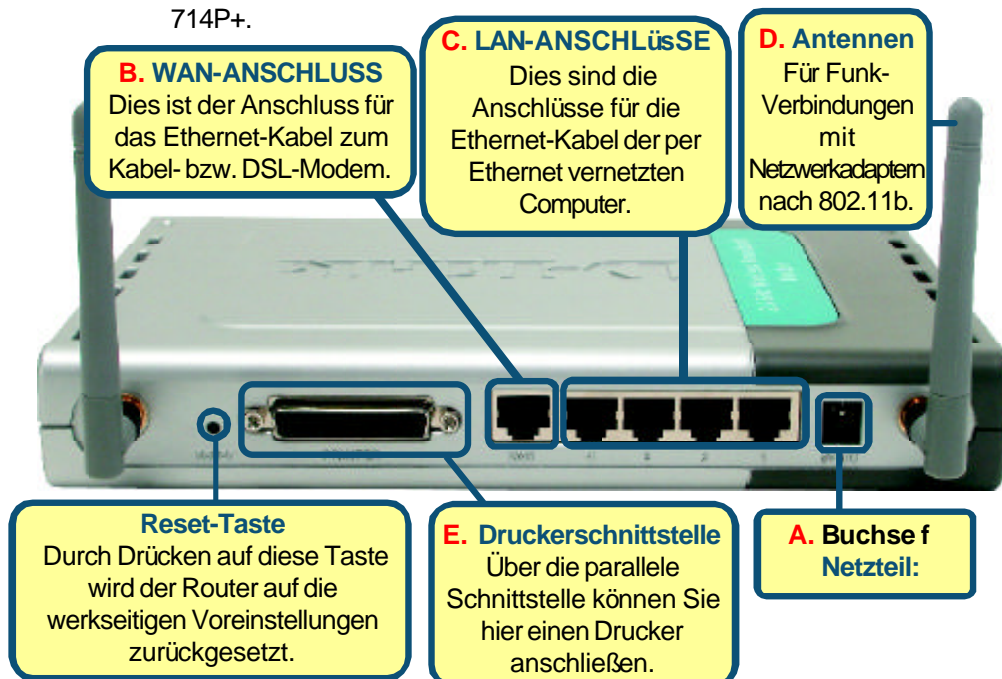 714P+.
B. WAN-ANSCHLUSS
Dies ist der Anschluss für
das Ethernet-Kabel zum
Kabel- bzw. DSL-Modem.
C. LAN-ANSCHLüsSE
Dies sind die
Anschlüsse für die
Ethernet-Kabel der per
Ethernet vernetzten
Computer.
D. Antennen
Für Funk-
Verbindungen
mit
Netzwerkadaptern
nach 802.11b.
D-Link
Reset-Taste
Durch Drücken auf diese Taste
wird der Router auf die
werkseitigen Voreinstellungen
zurückgesetzt.
E. Druckerschnittstelle
Über die parallele
Schnittstelle können Sie
hier einen Drucker
anschließen.
A. Buchse f
Netzteil: